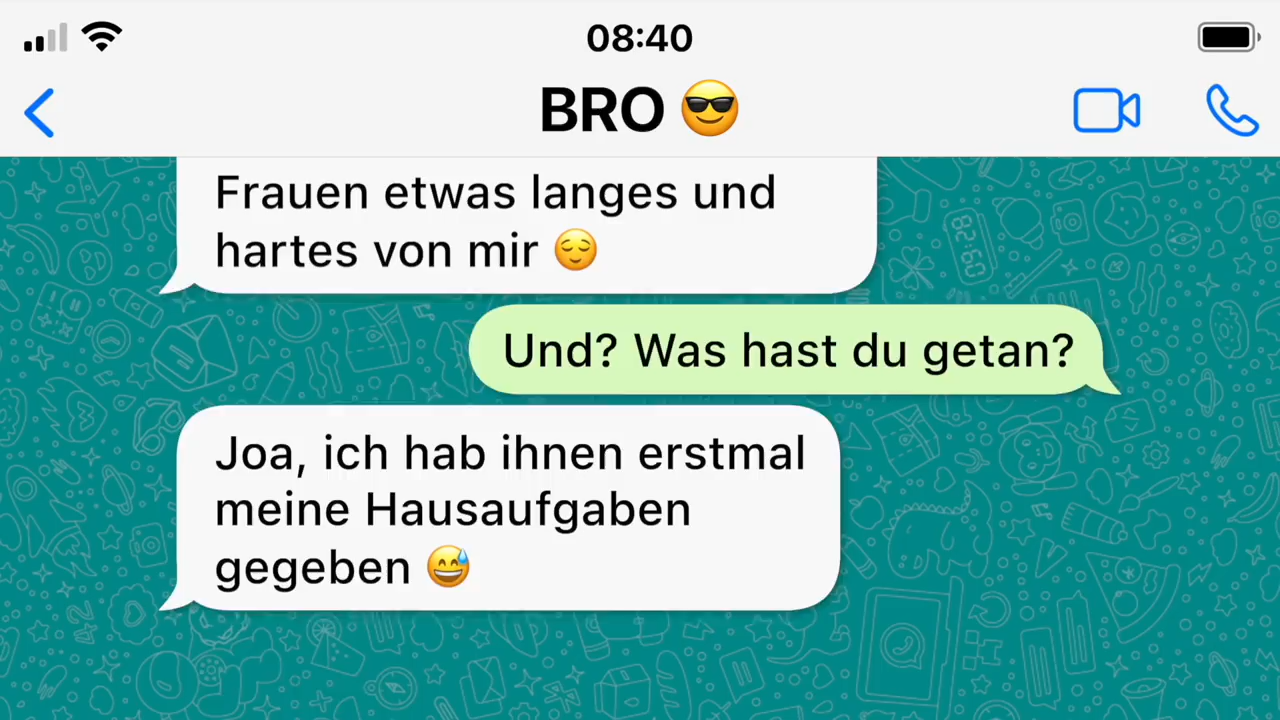 08:40
BRO 😎
Frauen etwas langes und
hartes von mir 😌
Und? Was hast du getan?
Joa, ich hab ihnen erstmal
meine Hausaufgaben
gegeben 😅